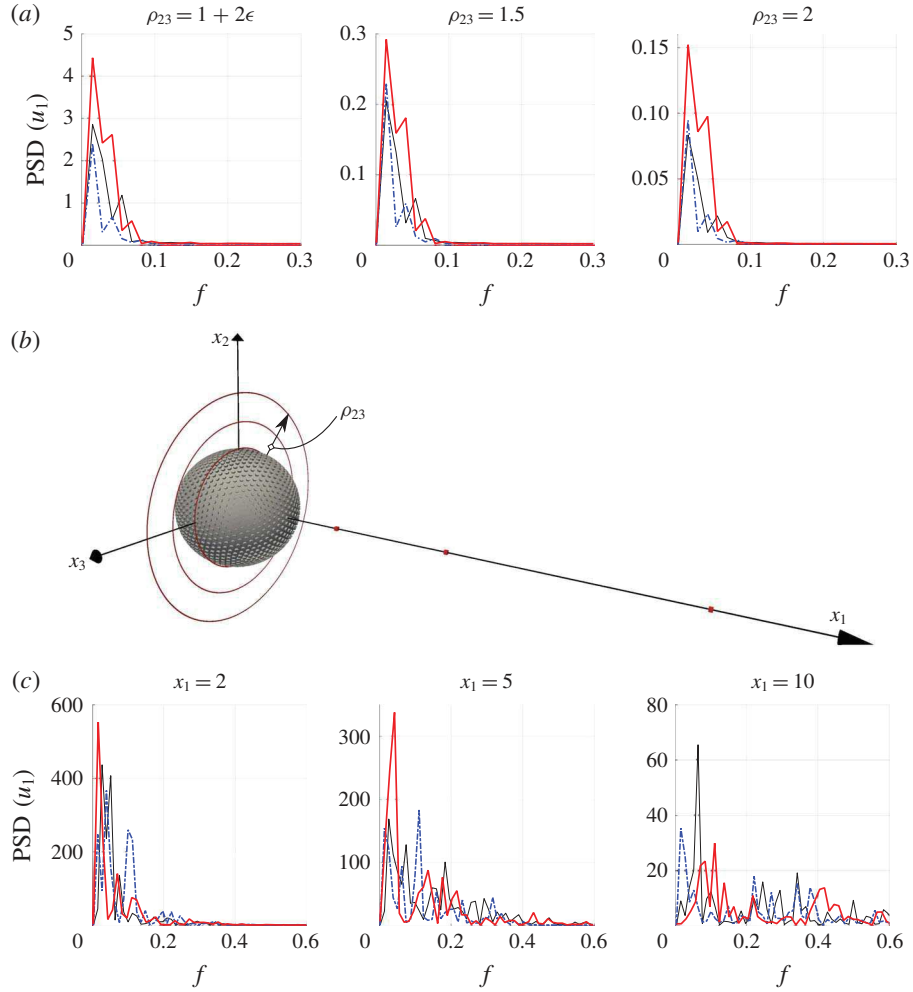 (a)
ρ23 = 1 + 2ϵ
ρ23 = 1.5
ρ23 = 2
PSD (u1)
5
4
3
2
1
0
0.1
0.2
0.3
f
0.3
0.2
0.1
0
0.1
0.2
0.3
f
0.15
0.10
0.05
0
0.1
0.2
0.3
f
(b)
x2
ρ23
x3
x1
(c)
x1 = 2
x1 = 5
x1 = 10
PSD (u1)
600
400
200
0
0.2
0.4
0.6
f
300
200
100
0
0.2
0.4
0.6
f
80
60
40
20
0
0.2
0.4
0.6
f